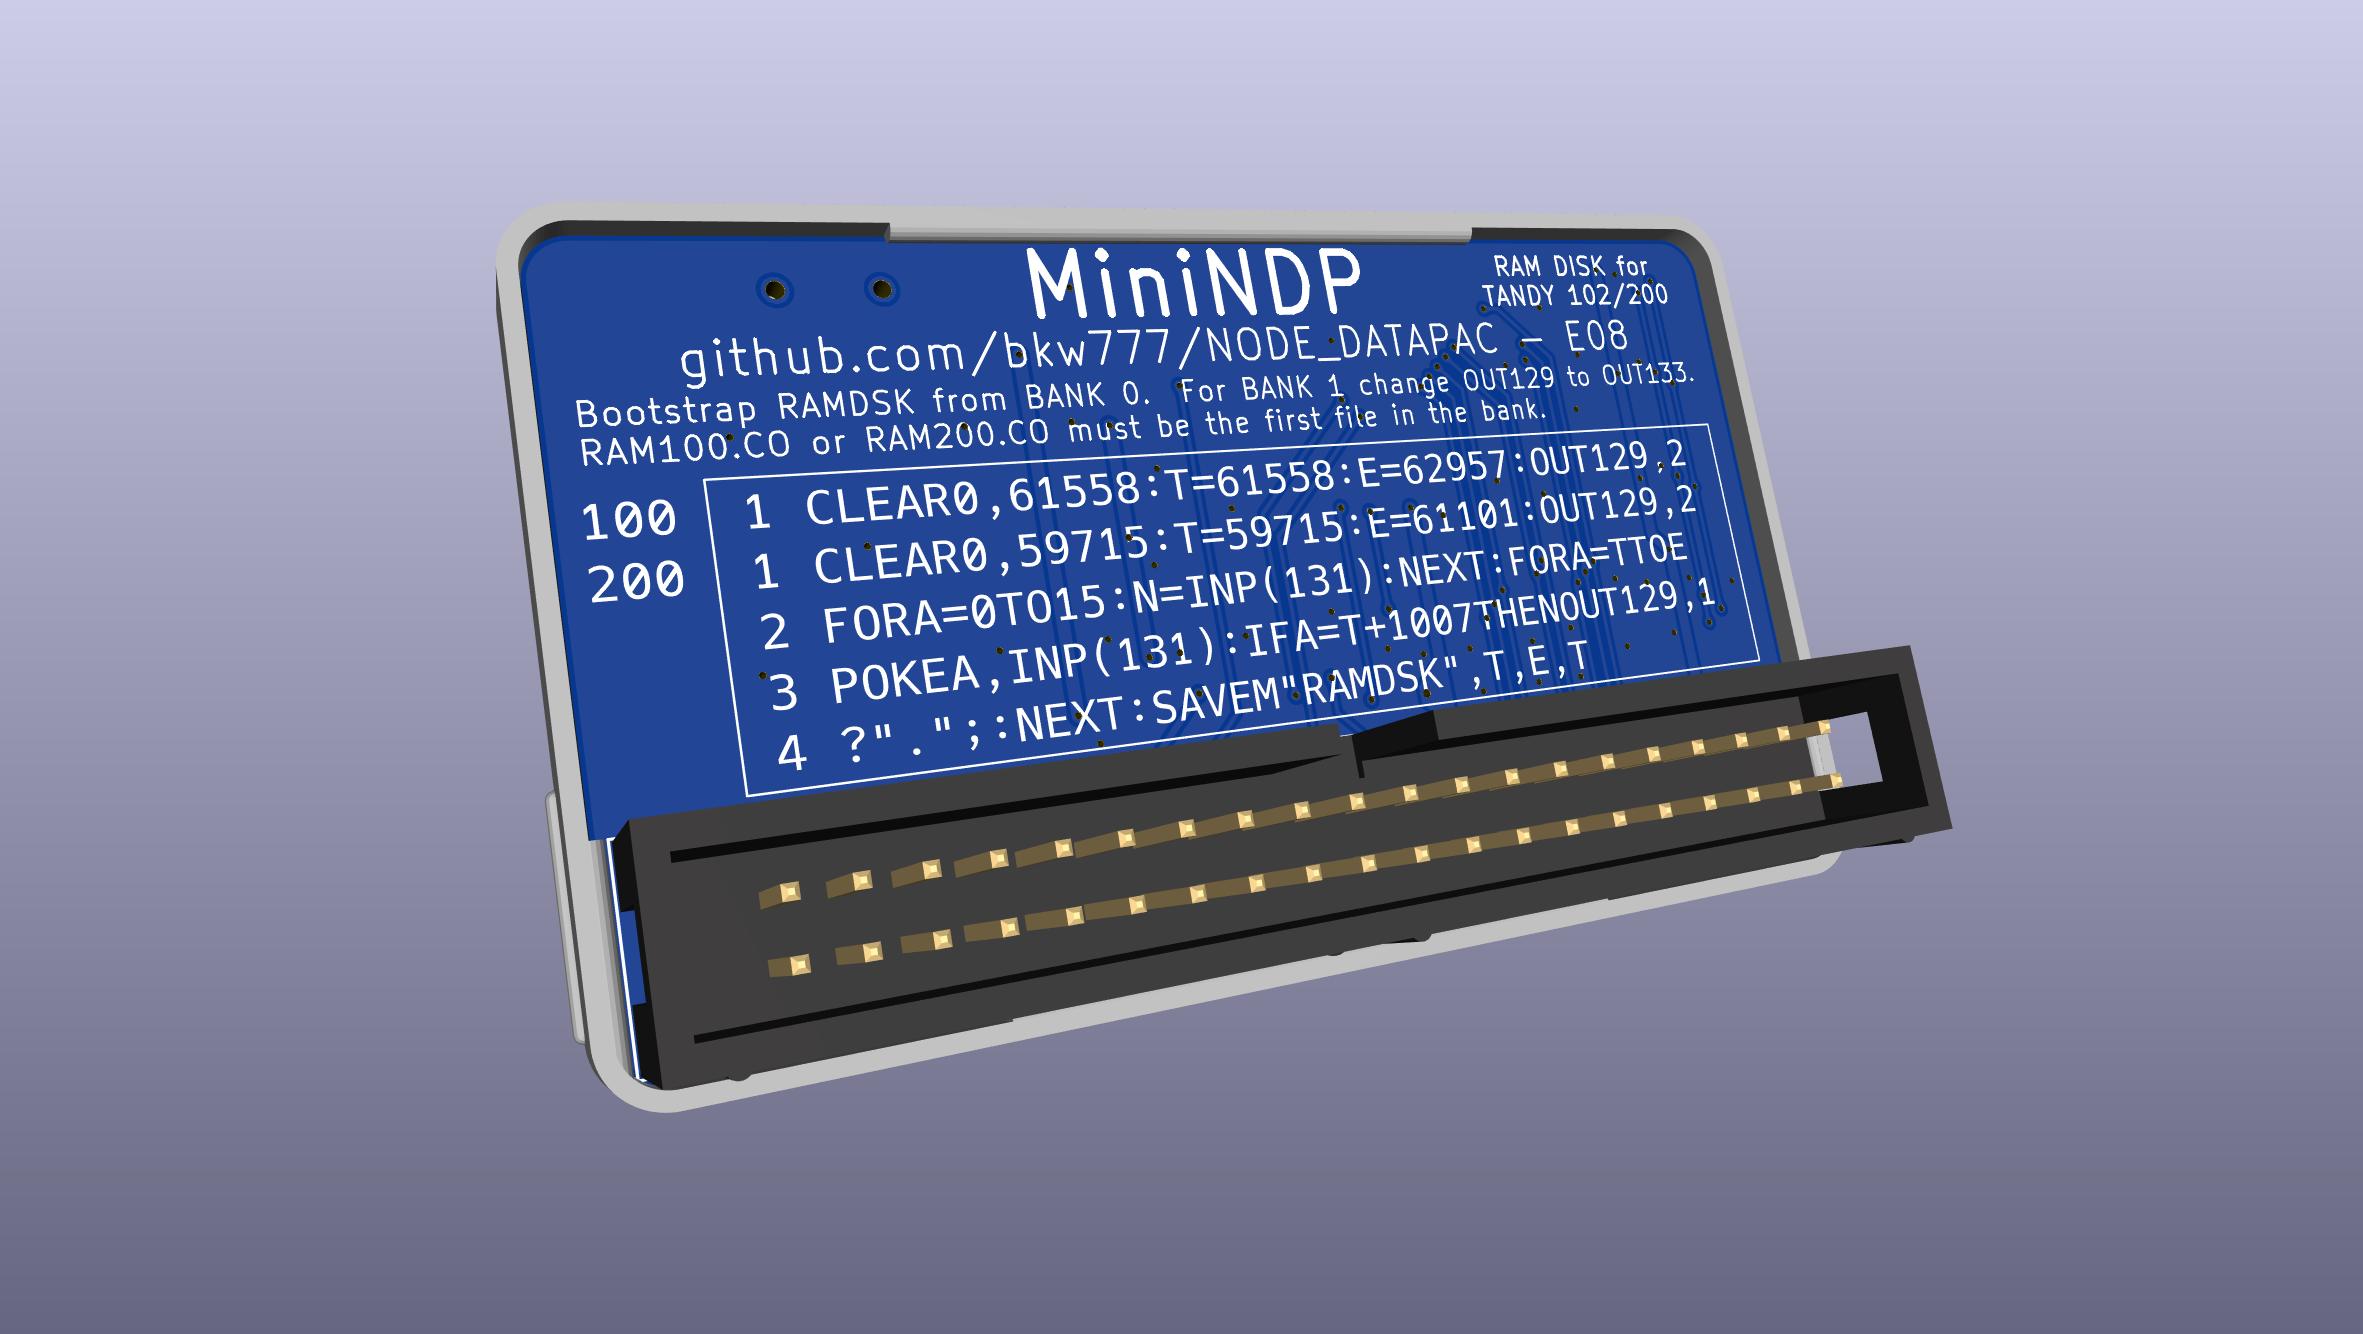 MiniNDP
RAM DISK for
TANDY 102/200
github.com/bkw777/NODE_DATAPAC - E08
Bootstrap RAMDSK from BANK 0.  For BANK 1 change OUT129 to OUT133.
RAM100.CO or RAM200.CO must be the first file in the bank.
100 1 CLEAR0,61558:T=61558:E=62957:OUT129,2
200 1 CLEAR0,59715:T=59715:E=61101:OUT129,2
2 FORA=0TO15:N=INP(131):NEXT:FORA=TTOE
3 POKEA,INP(131):IFA=T+1007THENOUT129,1
4 ?".";:NEXT:SAVEM"RAMDSK",T,E,T